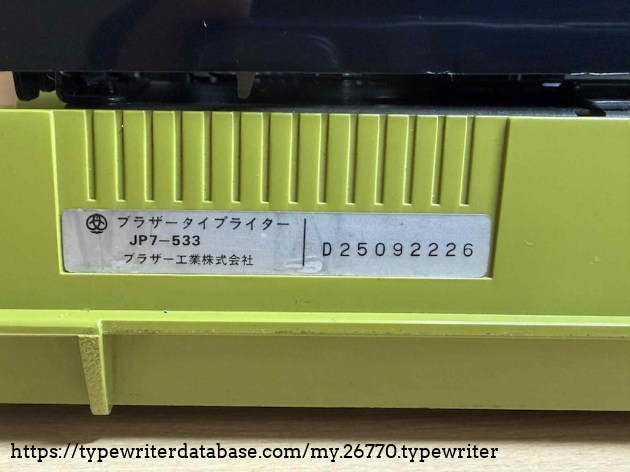 ブラザータイプライター
JP7-533
ブラザー工業株式会社
D25092226
https://typewriterdatabase.com/my.26770.typewriter